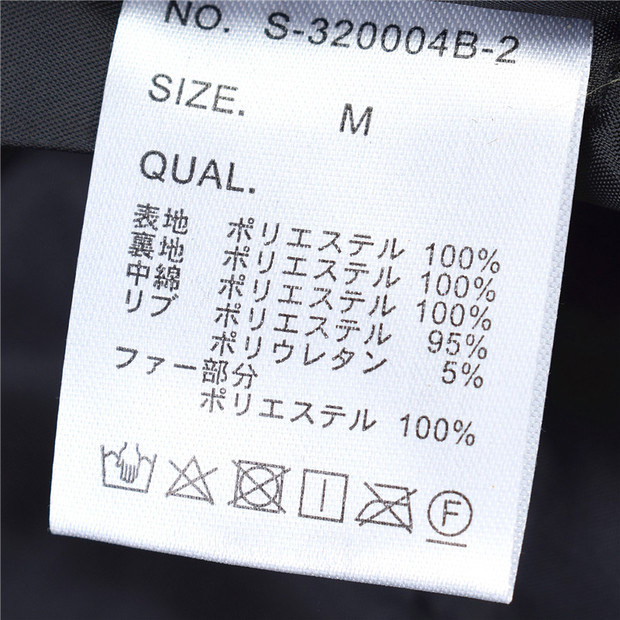 NO. S-320004B-2
SIZE. M
QUAL.
表地 ポリエステル 100%
裏地 ポリエステル 100%
中綿 ポリエステル 100%
リブ ポリエステル 95%
ポリウレタン 5%
ファー部分
ポリエステル 100%
F